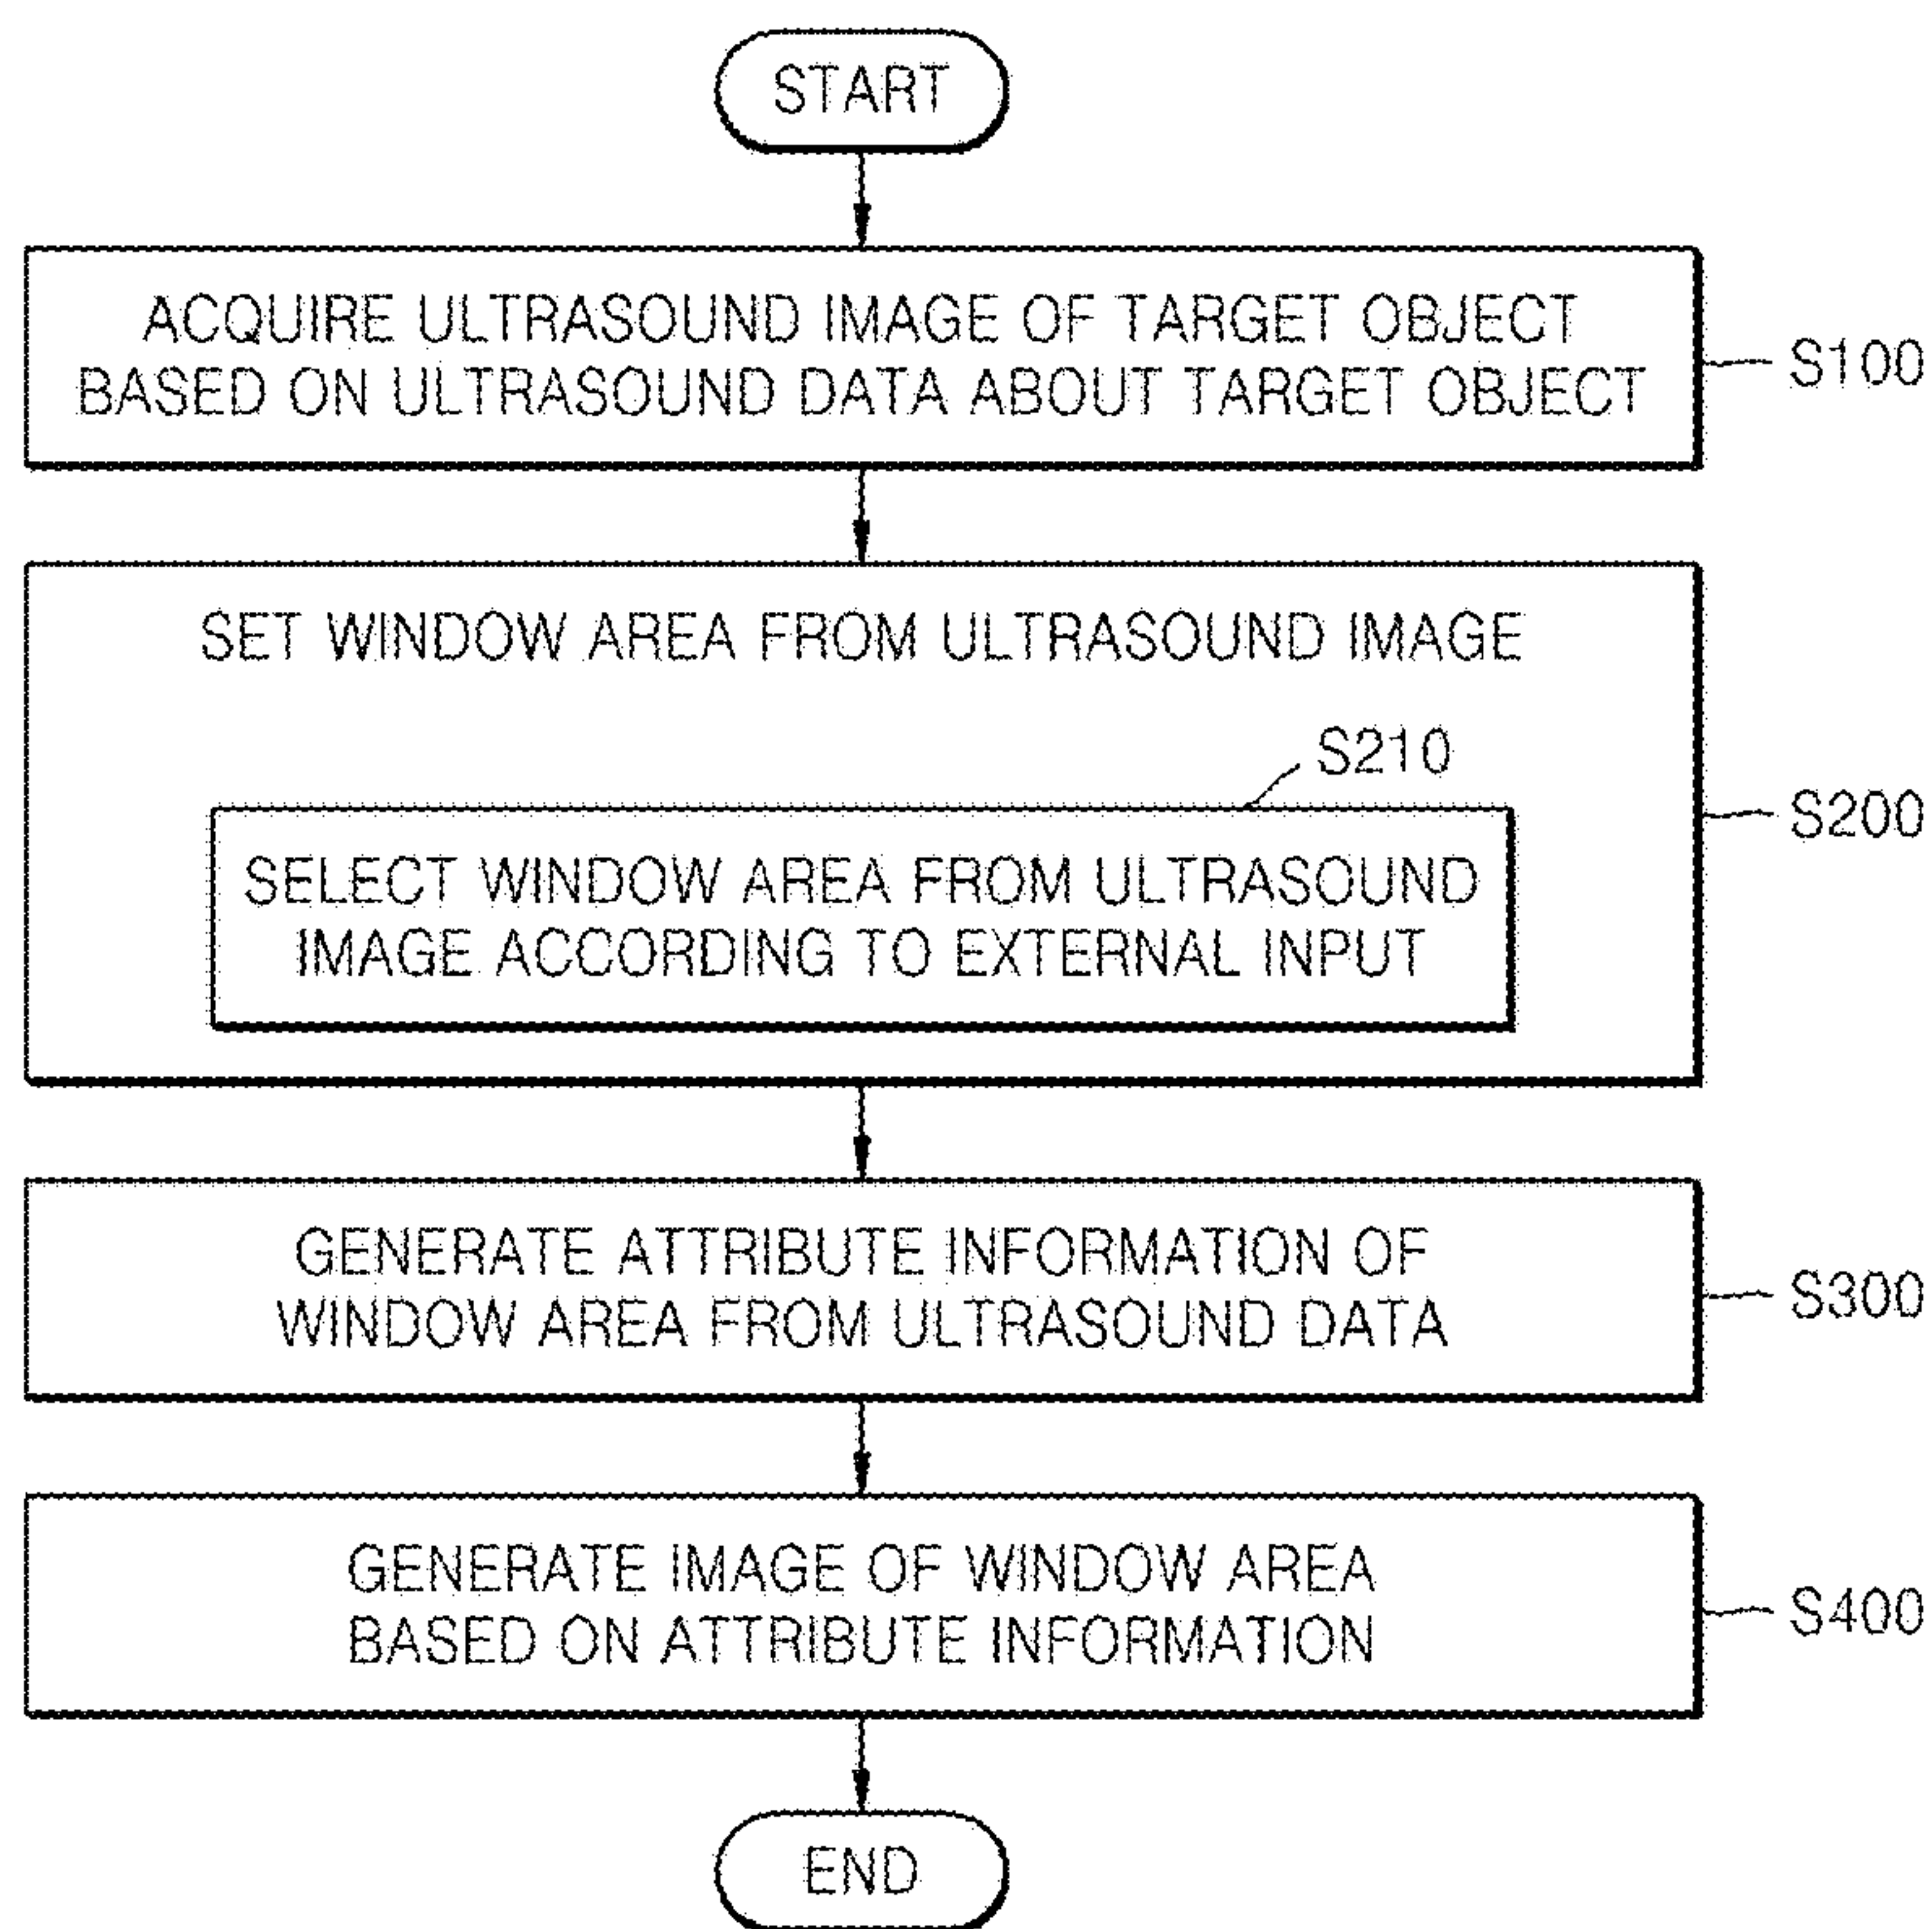 START
ACQUIRE ULTRASOUND IMAGE OF TARGET OBJECT
BASED ON ULTRASOUND DATA ABOUT TARGET OBJECT
S100
SET WINDOW AREA FROM ULTRASOUND IMAGE
S210
SELECT WINDOW AREA FROM ULTRASOUND
IMAGE ACCORDING TO EXTERNAL INPUT
S200
GENERATE ATTRIBUTE INFORMATION OF
WINDOW AREA FROM ULTRASOUND DATA
S300
GENERATE IMAGE OF WINDOW AREA
BASED ON ATTRIBUTE INFORMATION
S400
END